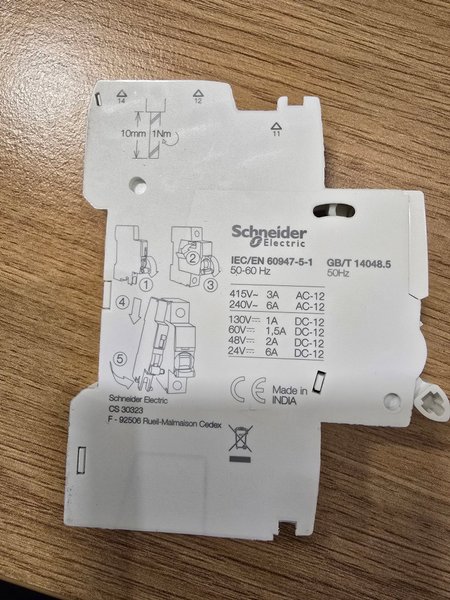 14
12
11
10mm
1Nm
Schneider
Electric
IEC/EN 60947-5-1
GB/T 14048.5
50-60 Hz
50Hz
415V~ 3A AC-12
240V~ 6A AC-12
130V⎓ 1A DC-12
60V⎓ 1,5A DC-12
48V⎓ 2A DC-12
24V⎓ 6A DC-12
1
2
3
4
5
CE
Made in
INDIA
Schneider Electric
CS 30323
F - 92506 Rueil-Malmaison Cedex